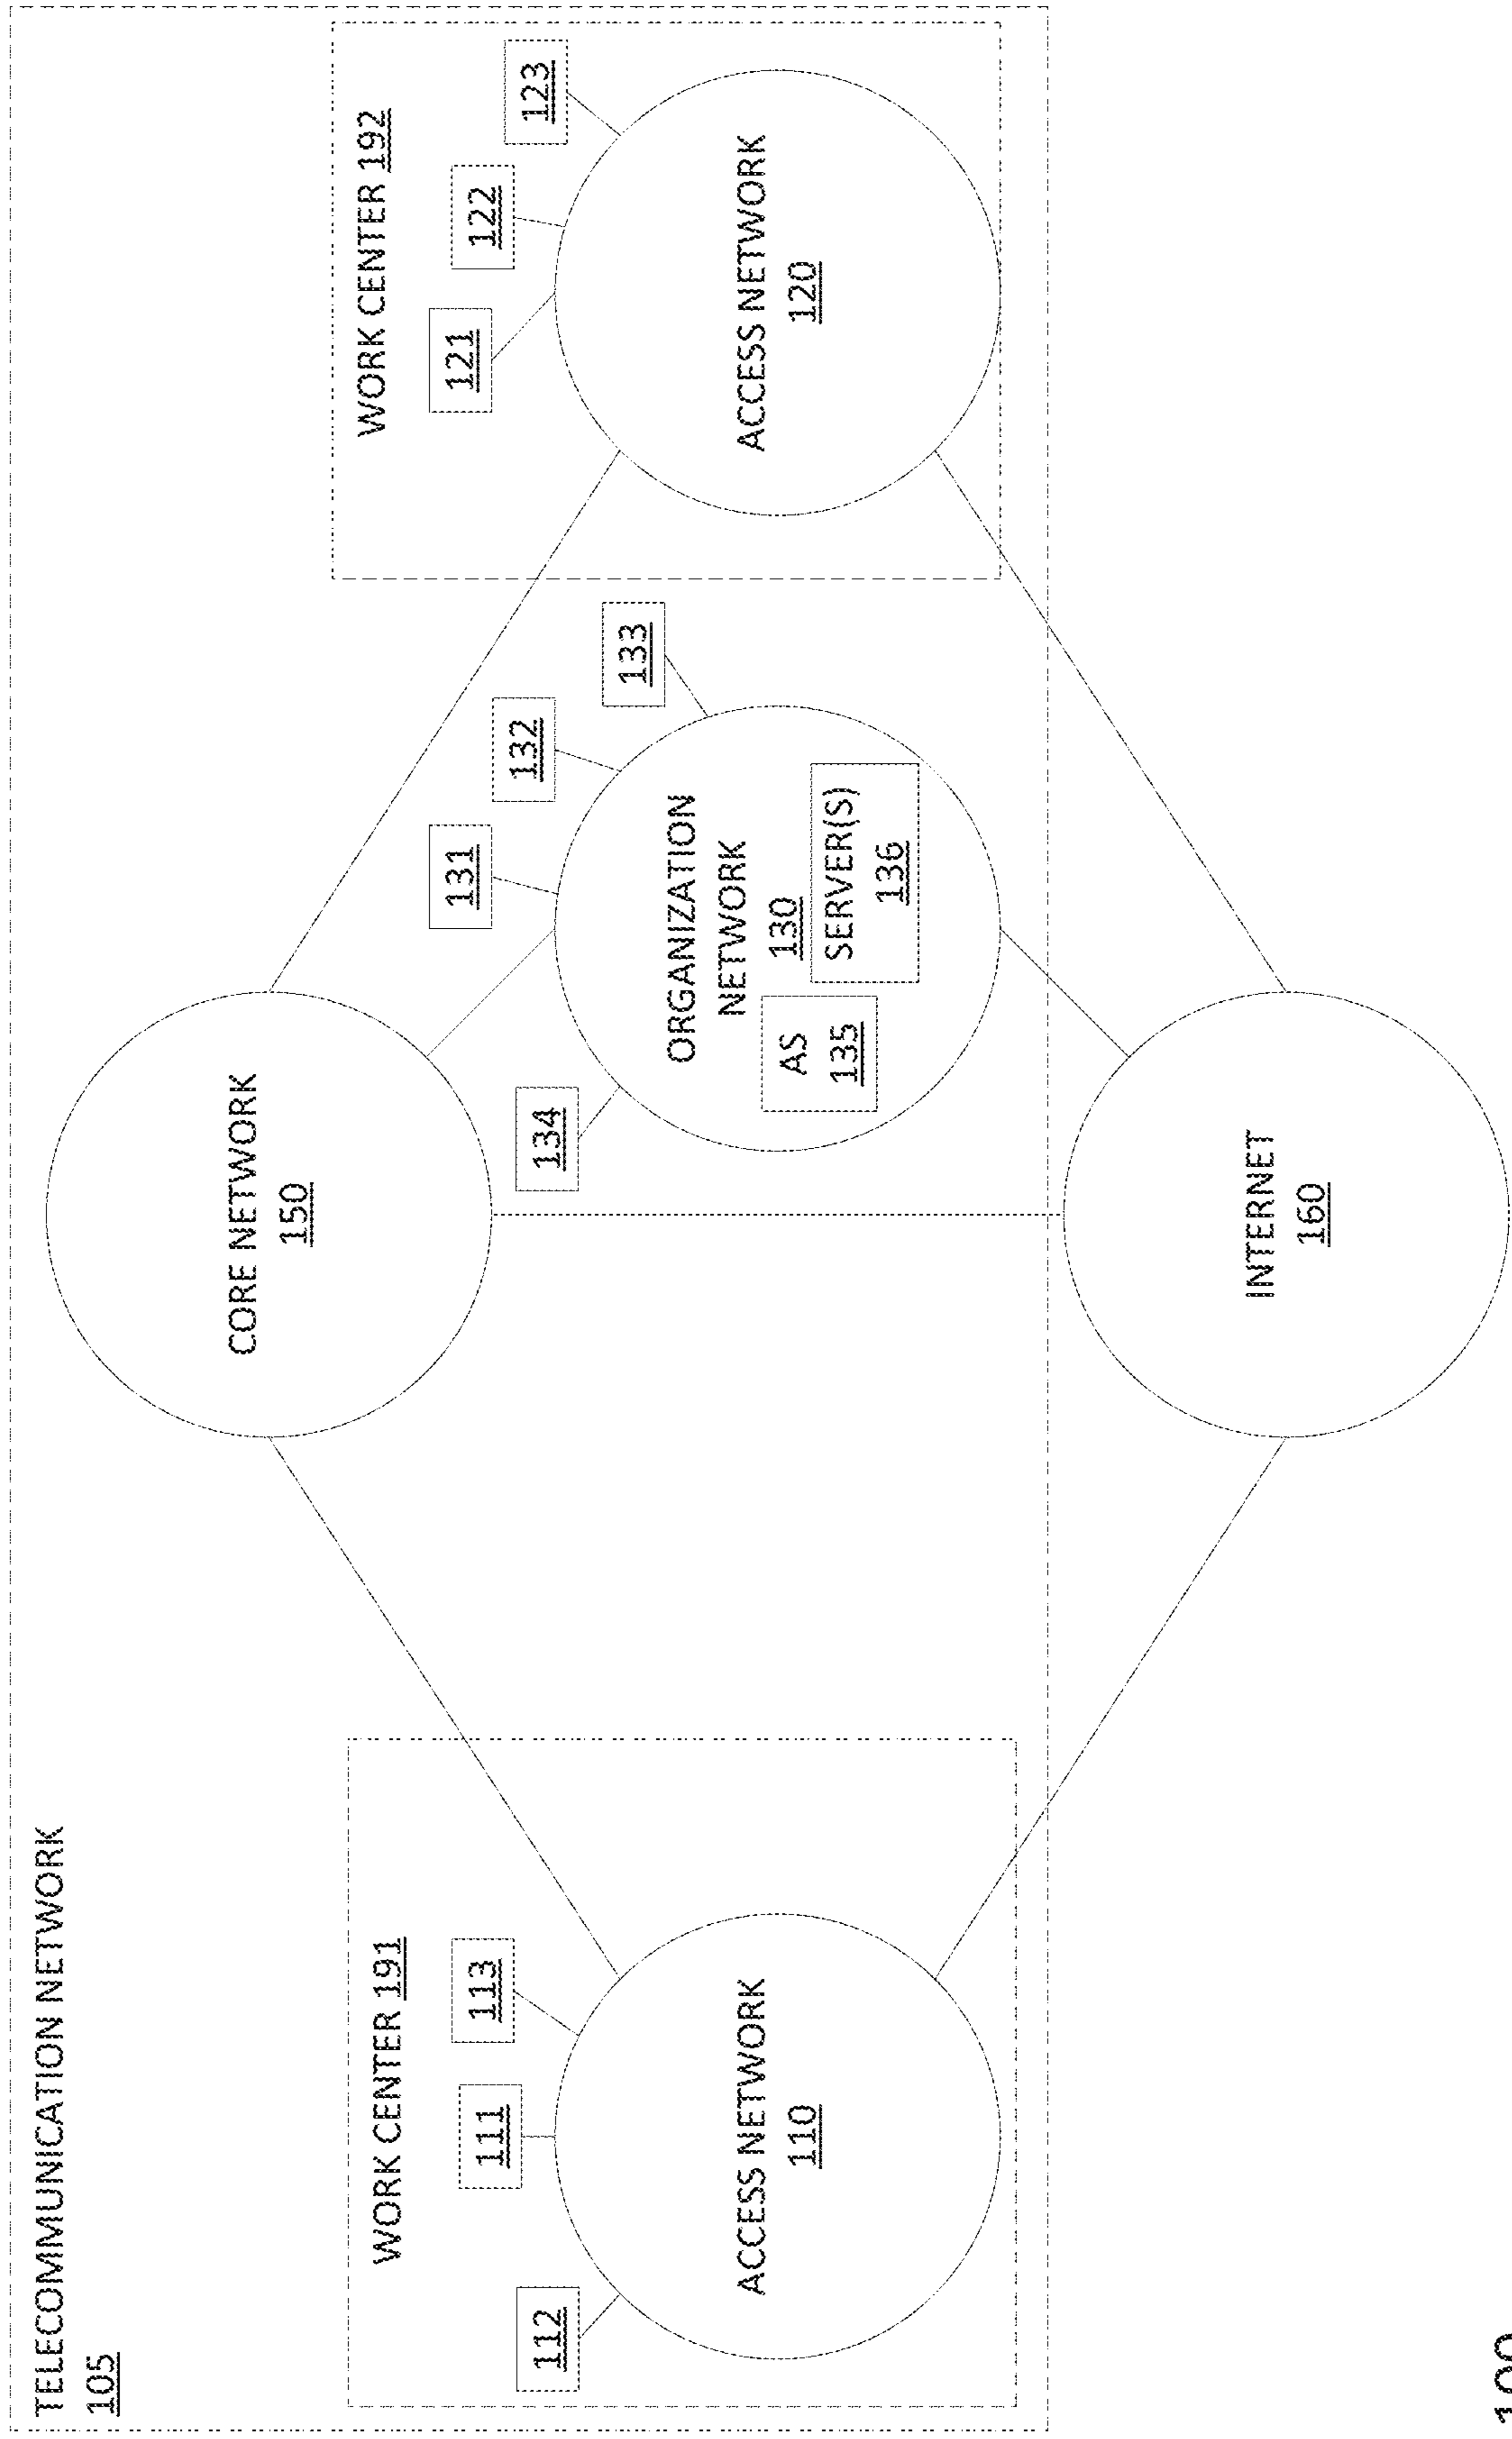 TELECOMMUNICATION NETWORK
105
CORE NETWORK
150
WORK CENTER 191
112
111
113
ACCESS NETWORK
110
134
131
132
133
ORGANIZATION
NETWORK
130
AS
135
SERVER(S)
136
WORK CENTER 192
121
122
123
ACCESS NETWORK
120
INTERNET
160
100